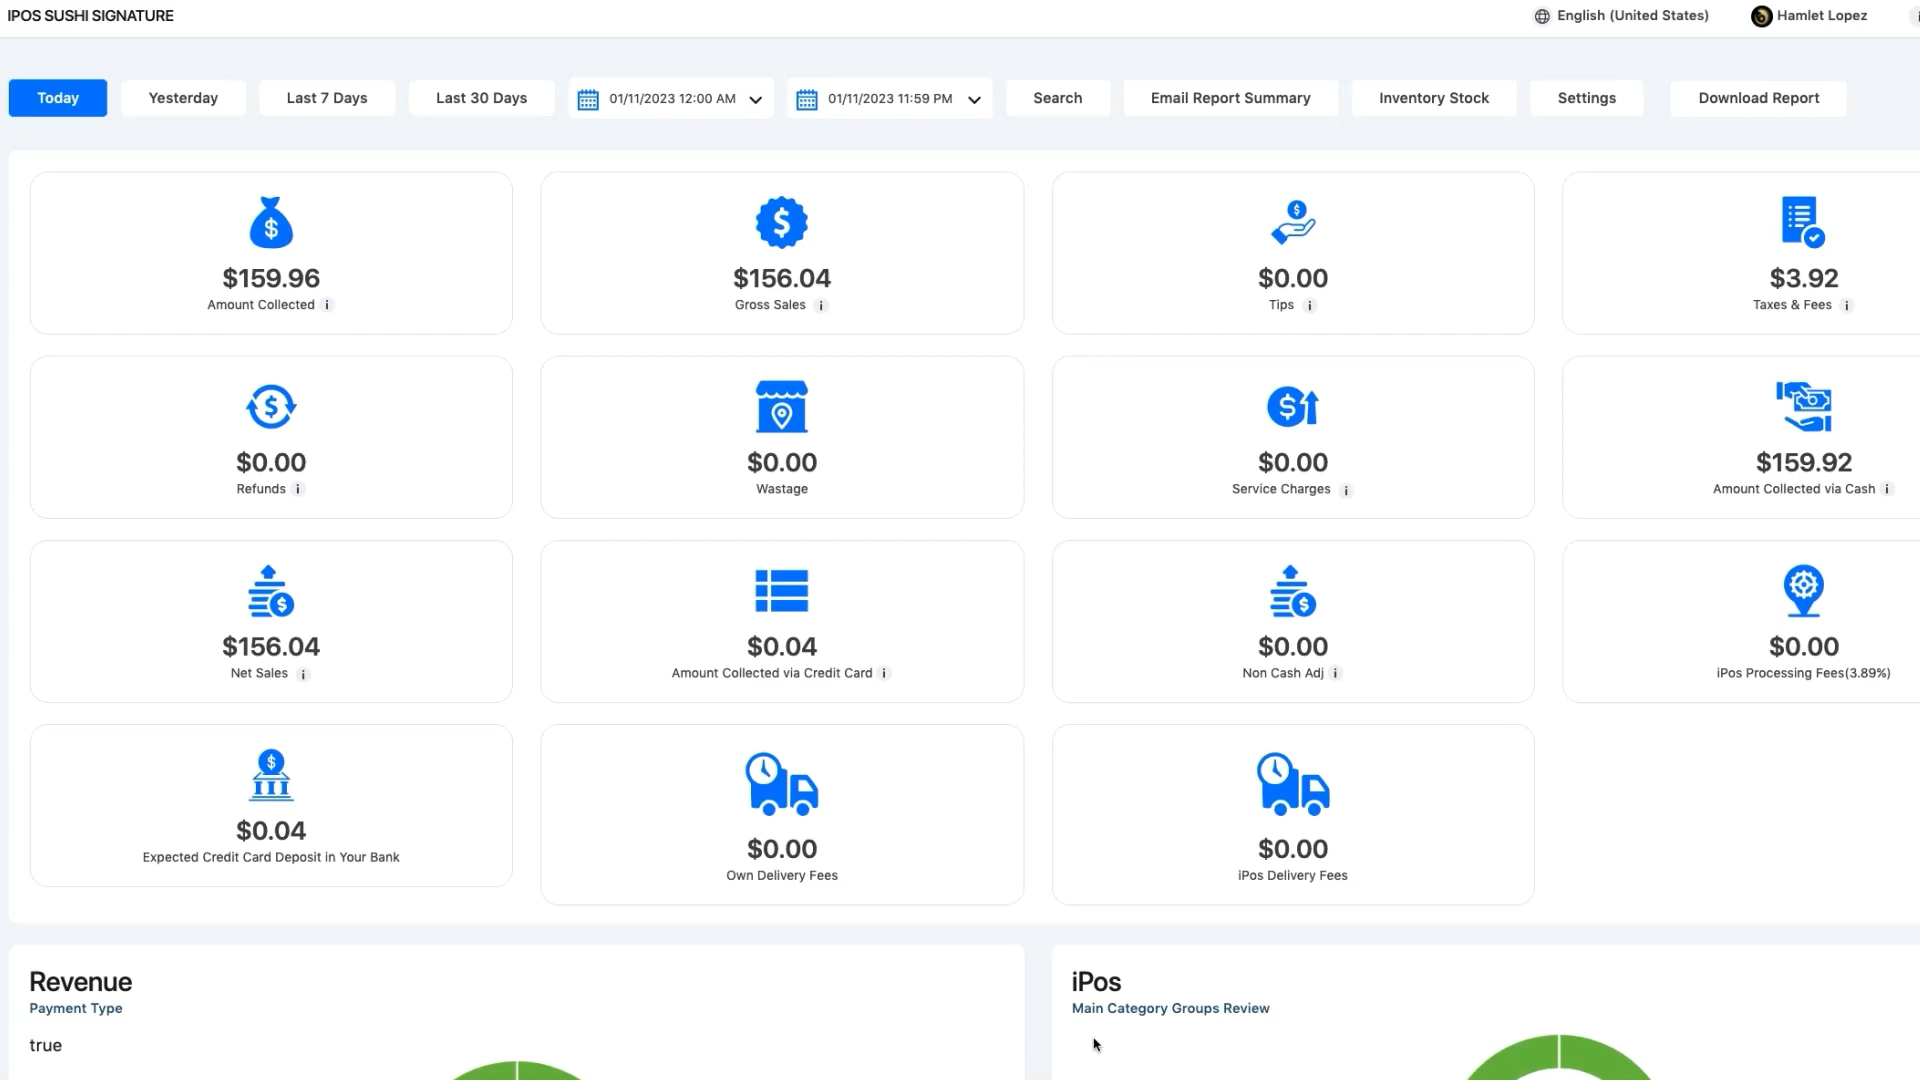 IPOS SUSHI SIGNATURE
English (United States)
Hamlet Lopez
Today
Yesterday
Last 7 Days
Last 30 Days
01/11/2023 12:00 AM
01/11/2023 11:59 PM
Search
Email Report Summary
Inventory Stock
Settings
Download Report
$159.96
Amount Collected i
$156.04
Gross Sales i
$0.00
Tips i
$3.92
Taxes & Fees i
$0.00
Refunds i
$0.00
Wastage
$0.00
Service Charges i
$159.92
Amount Collected via Cash i
$156.04
Net Sales i
$0.04
Amount Collected via Credit Card i
$0.00
Non Cash Adj i
$0.00
iPos Processing Fees(3.89%)
$0.04
Expected Credit Card Deposit in Your Bank
$0.00
Own Delivery Fees
$0.00
iPos Delivery Fees
Revenue
Payment Type
true
iPos
Main Category Groups Review